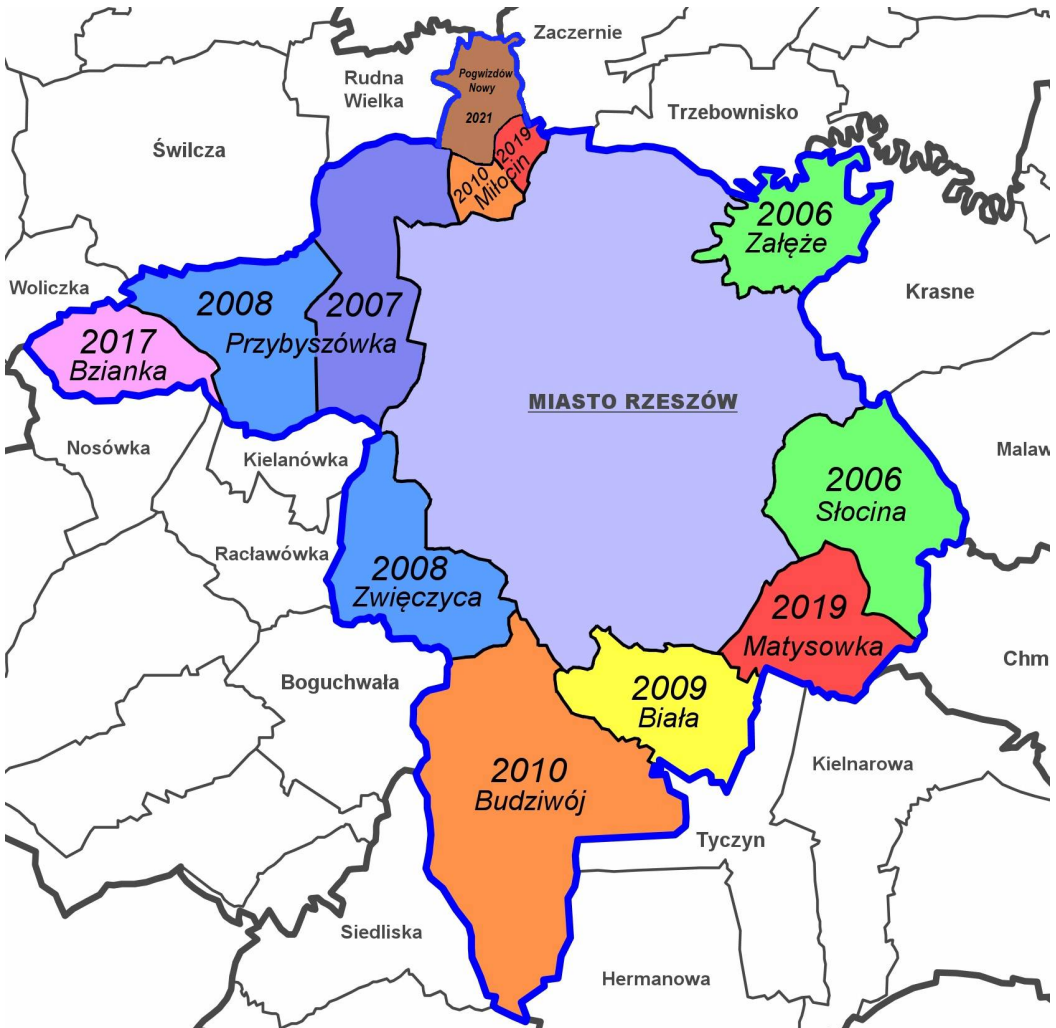 Zaczernie
Rudna
Wielka
Pogwizdów
Nowy
2021
Trzebownisko
Świlcza
2019
2010
Miłocin
2006
Załęże
Woliczka
2008
2007
Krasne
Przybyszówka
2017
Bzianka
MIASTO RZESZÓW
Nosówka
Kielanówka
Malaw
2006
Słocina
Racławówka
2008
Zwięczyca
2019
Matysowka
Chm
Boguchwała
2009
Biała
2010
Budziwój
Kielnarowa
Tyczyn
Siedliska
Hermanowa